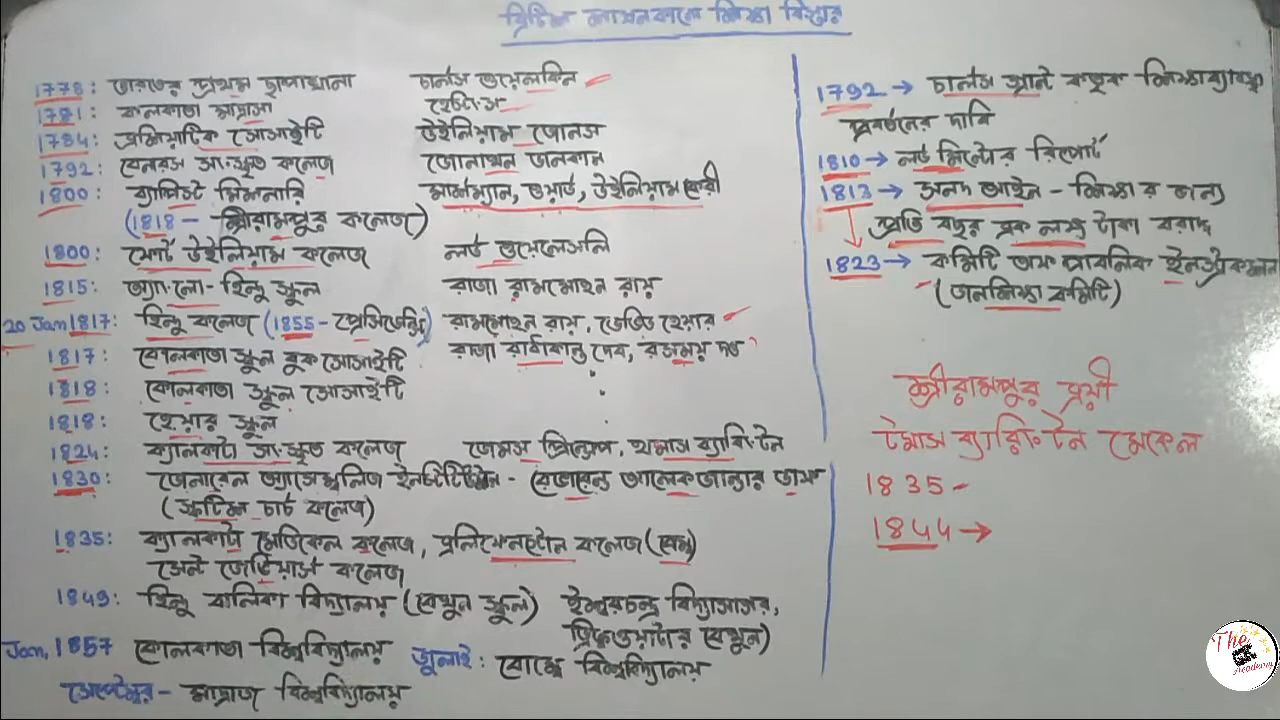 ব্রিটিশ শাসনকালে শিক্ষা বিস্তার
1778: ভারতের প্রথম ছাপাখানা চার্লস ওয়েলকিন
1781: কলকাতা মাদ্রাসা হেস্টিংস
1784: এশিয়াটিক সোসাইটি উইলিয়াম জোনস
1792: বেনারস সংস্কৃত কলেজ জোনাথন ডানকান
1800: ব্যাপ্টিস্ট মিশনারি মার্শম্যান, ওয়ার্ড, উইলিয়াম কেরী
(1818 - শ্রীরামপুর কলেজ)
1800: ফোর্ট উইলিয়াম কলেজ লর্ড ওয়েলেসলি
1815: অ্যাংলো-হিন্দু স্কুল রাজা রামমোহন রায়
20 Jan 1817: হিন্দু কলেজ (1855 - প্রেসিডেন্সি) রামমোহন রায়, ডেভিড হেয়ার
রাজা রাধাকান্ত দেব, রসময় দত্ত
1817: কোলকাতা স্কুল বুক সোসাইটি
1818: কোলকাতা স্কুল সোসাইটি
1818: হেয়ার স্কুল
1824: ক্যালকাটা সংস্কৃত কলেজ জেমস প্রিন্সেপ, থমাস ব্যাবিংটন
1830: জেনারেল অ্যাসেম্বলিজ ইনস্টিটিউশন - রেভারেন্ড আলেকজান্ডার ডাফ
(স্কটিশ চার্চ কলেজ)
1835: ক্যালকাটা মেডিকেল কলেজ, এলফিনস্টোন কলেজ (বোম্বে)
সেন্ট জেভিয়ার্স কলেজ
1849: হিন্দু বালিকা বিদ্যালয় (বেথুন স্কুল) ঈশ্বরচন্দ্র বিদ্যাসাগর,
ড্রিঙ্কওয়াটার বেথুন)
Jan, 1857 কোলকাতা বিশ্ববিদ্যালয় জুলাই: বোম্বে বিশ্ববিদ্যালয়
সেপ্টেম্বর - মাদ্রাজ বিশ্ববিদ্যালয়
1792 → চার্লস গ্রান্ট কর্তৃক শিক্ষাব্যবস্থা
প্রবর্তনের দাবি
1810 → লর্ড মিন্টোর রিপোর্ট
1813 → সনদ আইন - শিক্ষার জন্য
প্রতি বছর এক লক্ষ টাকা বরাদ্দ
1823 → কমিটি অফ পাবলিক ইনস্ট্রাকশন
- (জনশিক্ষা কমিটি)
শ্রীরামপুর ত্রয়ী
টমাস ব্যাবিংটন মেকলে
1835 -
1844 →
The
Academy